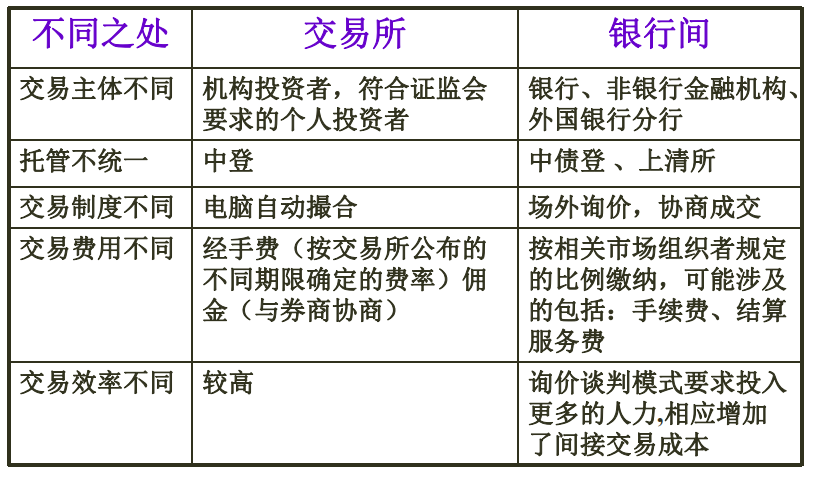 不同之处
交易所
银行间
交易主体不同
机构投资者，符合证监会
要求的个人投资者
银行、非银行金融机构、
外国银行分行
托管不统一
中登
中债登 、上清所
交易制度不同
电脑自动撮合
场外询价，协商成交
交易费用不同
经手费（按交易所公布的
不同期限确定的费率）佣
金（与券商协商）
按相关市场组织者规定
的比例缴纳，可能涉及
的包括：手续费、结算
服务费
交易效率不同
较高
询价谈判模式要求投入
更多的人力,相应增加
了间接交易成本